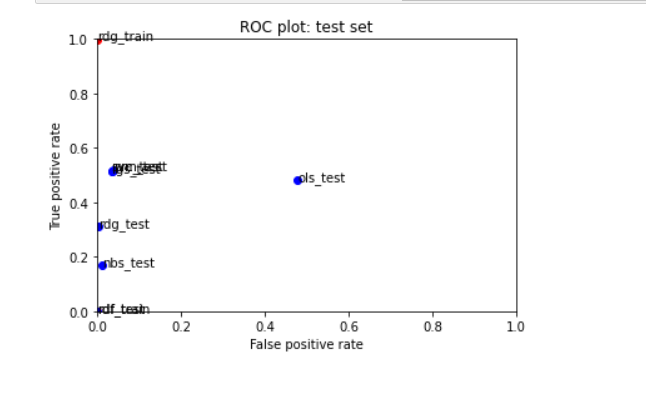 ROC plot: test set
1.0
rdg_train
0.8
0.6
ols_test
0.4
rdg_test
0.2
nbs_test
0.0
0.0 0.2 0.4 0.6 0.8 1.0
False positive rate
True positive rate